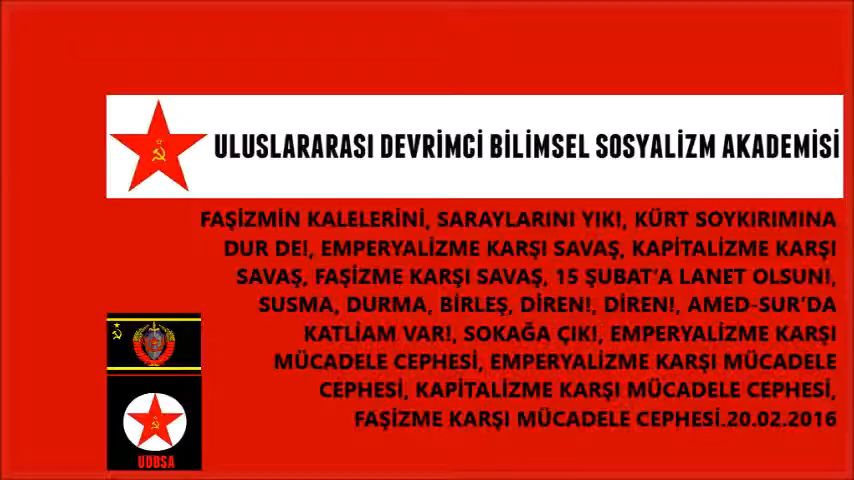 ULUSLARARASI DEVRİMCİ BİLİMSEL SOSYALİZM AKADEMİSİ
FAŞİZMİN KALELERİNİ, SARAYLARINI YIK!, KÜRT SOYKIRIMINA
DUR DE!, EMPERYALİZME KARŞI SAVAŞ, KAPİTALİZME KARŞI
SAVAŞ, FAŞİZME KARŞI SAVAŞ, 15 ŞUBAT'A LANET OLSUN!,
SUSMA, DURMA, BİRLEŞ, DİREN!, DİREN!, AMED-SUR'DA
KATLİAM VAR!, SOKAĞA ÇIK!, EMPERYALİZME KARŞI
MÜCADELE CEPHESİ, EMPERYALİZME KARŞI MÜCADELE
CEPHESİ, KAPİTALİZME KARŞI MÜCADELE CEPHESİ,
FAŞİZME KARŞI MÜCADELE CEPHESİ.20.02.2016
UDBSA